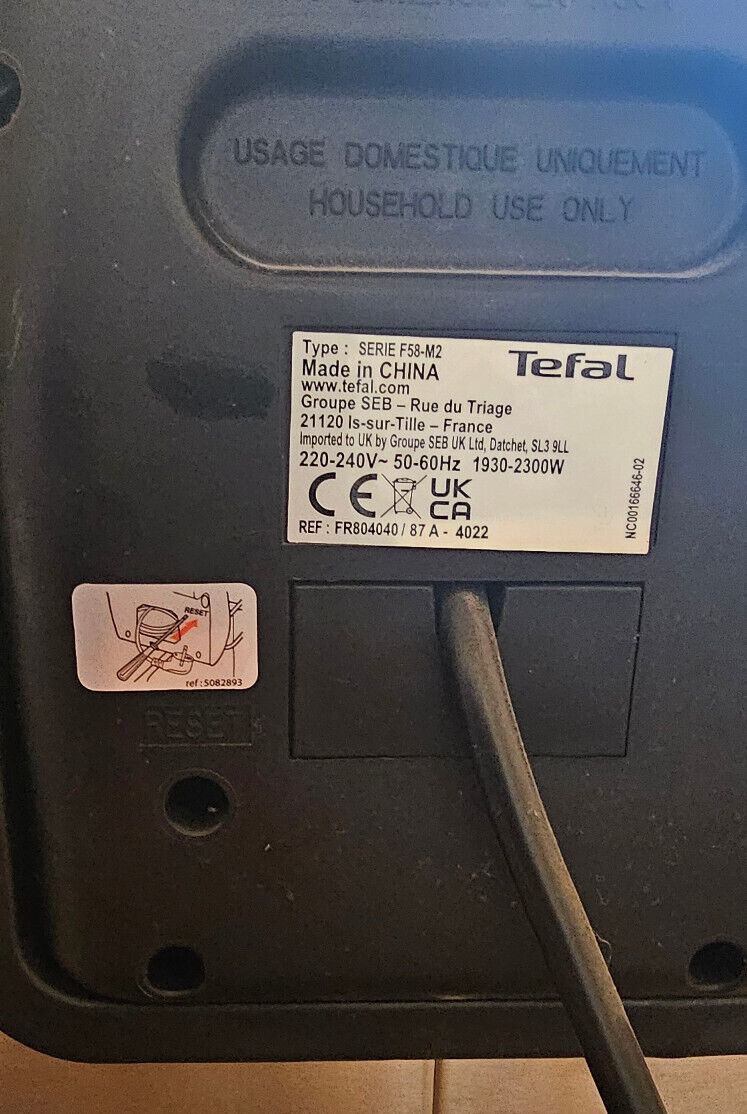 USAGE DOMESTIQUE UNIQUEMENT
HOUSEHOLD USE ONLY
Type : SERIE F58-M2
Tefal
Made in CHINA
www.tefal.com
Groupe SEB – Rue du Triage
21120 Is-sur-Tille – France
Imported to UK by Groupe SEB UK Ltd, Datchet, SL3 9LL
220-240V~ 50-60Hz 1930-2300W
CE UK
CA
REF : FR804040 / 87 A - 4022
NC00166646-02
RESET
ref:5082893
RESET